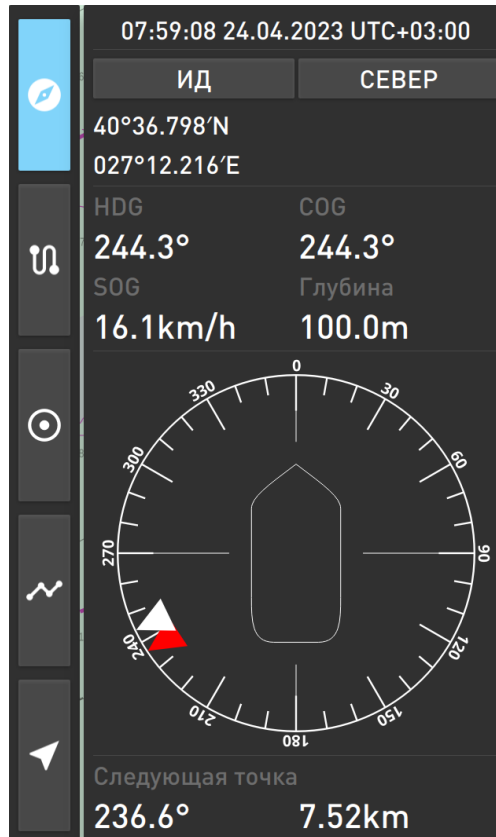 07:59:08 24.04.2023 UTC+03:00
ИД СЕВЕР
40°36.798′N
027°12.216′E
HDG COG
244.3° 244.3°
SOG Глубина
16.1km/h 100.0m
0
330 30
300 60
270 90
240 120
210 150
180
Следующая точка
236.6° 7.52km